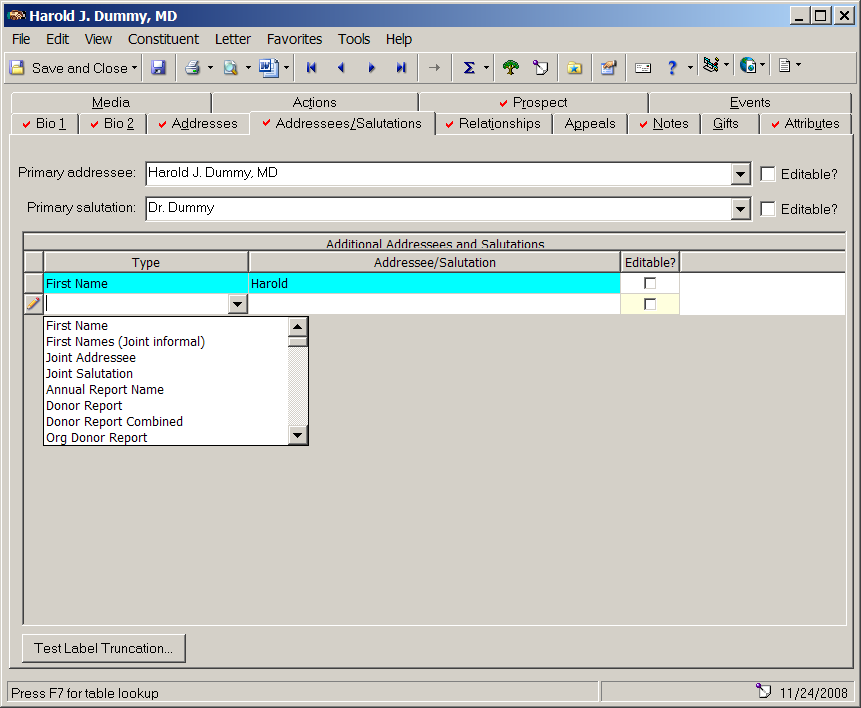 Harold J. Dummy, MD
File Edit View Constituent Letter Favorites Tools Help
Save and Close
Media Actions Prospect Events
Bio 1 Bio 2 Addresses Addressees/Salutations Relationships Appeals Notes Gifts Attributes
Primary addressee: Harold J. Dummy, MD Editable?
Primary salutation: Dr. Dummy Editable?
Additional Addressees and Salutations
Type Addressee/Salutation Editable?
First Name Harold
First Name
First Names (Joint informal)
Joint Addressee
Joint Salutation
Annual Report Name
Donor Report
Donor Report Combined
Org Donor Report
Test Label Truncation...
Press F7 for table lookup 11/24/2008